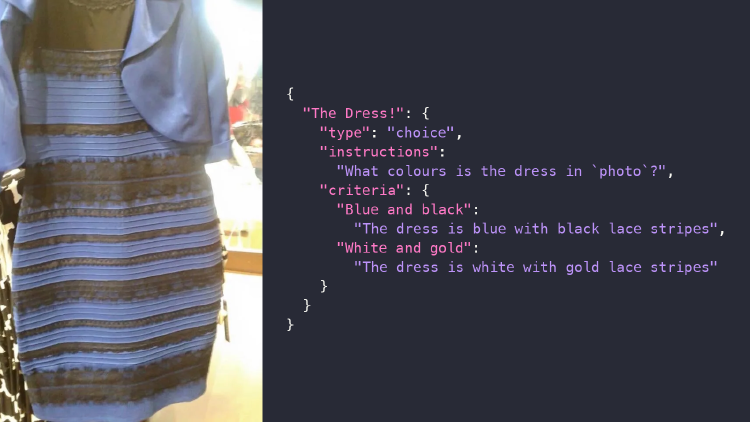 {
"The Dress!": {
"type": "choice",
"instructions":
"What colours is the dress in `photo`?",
"criteria": {
"Blue and black":
"The dress is blue with black lace stripes",
"White and gold":
"The dress is white with gold lace stripes"
}
}
}